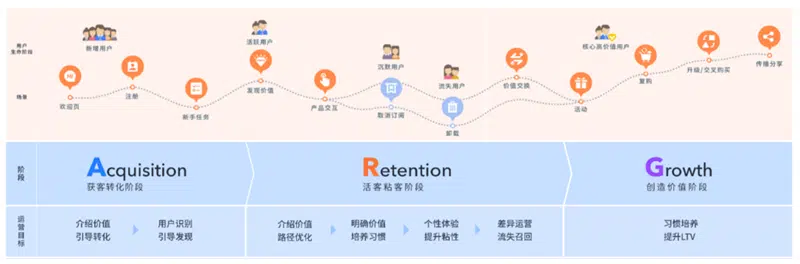 用户
生命阶段
新增用户
活跃用户
沉默用户
流失用户
核心高价值用户
场景
欢迎页
注册
新手任务
发现价值
产品交互
取消订阅
卸载
价值交换
活动
复购
升级/交叉购买
传播分享
阶段
Acquisition
获客转化阶段
Retention
活客粘客阶段
Growth
创造价值阶段
运营目标
介绍价值
引导转化
用户识别
引导发现
介绍价值
路径优化
明确价值
培养习惯
个性体验
提升粘性
差异运营
流失召回
习惯培养
提升LTV